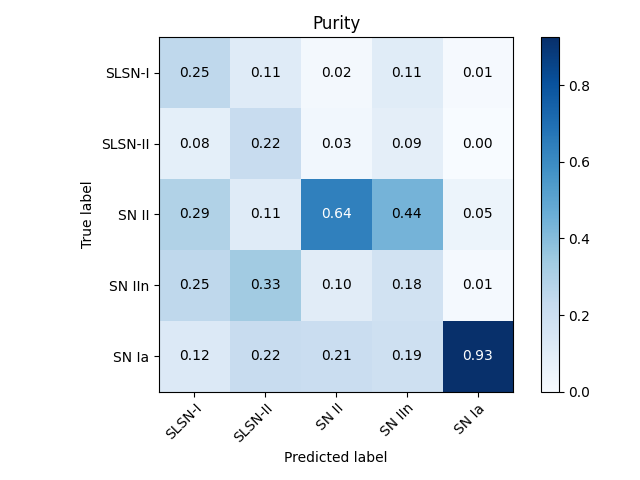 Purity
True label
SLSN-I 0.25 0.11 0.02 0.11 0.01
SLSN-II 0.08 0.22 0.03 0.09 0.00
SN II 0.29 0.11 0.64 0.44 0.05
SN IIn 0.25 0.33 0.10 0.18 0.01
SN Ia 0.12 0.22 0.21 0.19 0.93
SLSN-I SLSN-II SN II SN IIn SN Ia
Predicted label
0.8
0.6
0.4
0.2
0.0